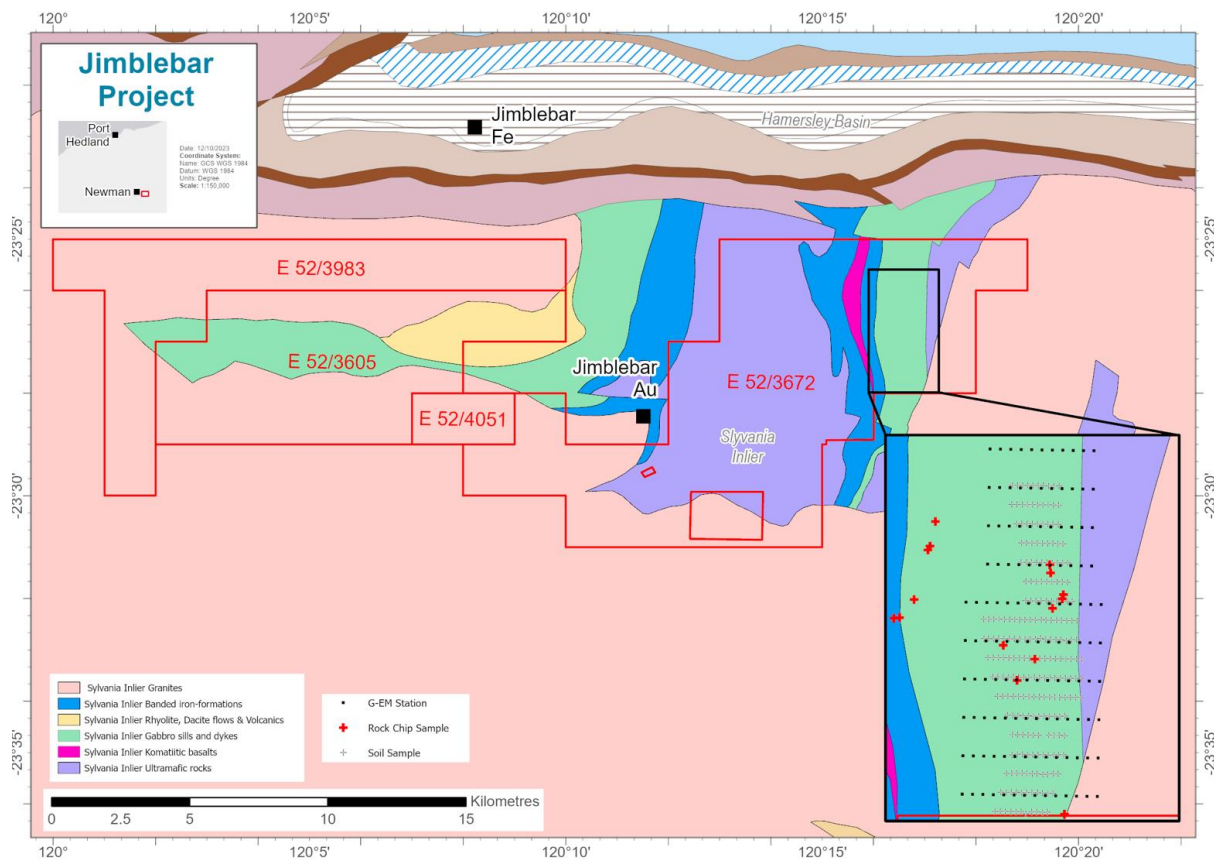 120°
120°5'
120°10'
120°15'
120°20'
Jimblebar
Project
Port
Hedland
Newman
Date: 12/10/2023
Coordinate System:
Name: GCS WGS 1984
Datum: WGS 1984
Units: Degree
Scale: 1:150,000
Jimblebar
Fe
Hamersley Basin
-23°25'
-23°25'
E 52/3983
E 52/3605
Jimblebar
Au
E 52/3672
E 52/4051
Slyvania
Inlier
-23°30'
-23°30'
-23°35'
-23°35'
Sylvania Inlier Granites
Sylvania Inlier Banded iron-formations
Sylvania Inlier Rhyolite, Dacite flows & Volcanics
Sylvania Inlier Gabbro sills and dykes
Sylvania Inlier Komatiitic basalts
Sylvania Inlier Ultramafic rocks
G-EM Station
Rock Chip Sample
Soil Sample
Kilometres
0 2.5 5 10 15
120°
120°5'
120°10'
120°15'
120°20'